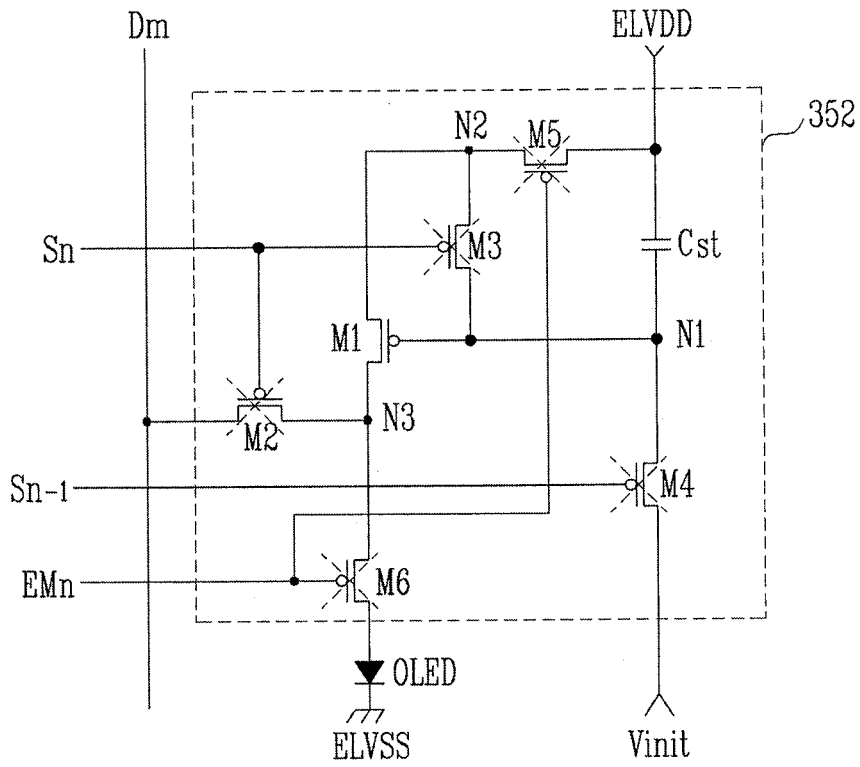 Dm
ELVDD
352
N2
M5
Sn
M3
Cst
M1
N1
N3
M2
Sn-1
M4
EMn
M6
OLED
ELVSS
Vinit